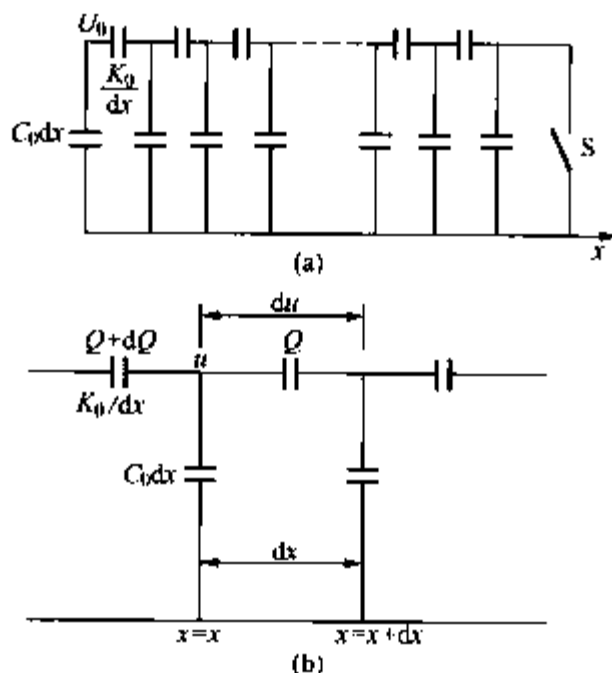 U₀
K₀
dx
C₀dx
S
x
(a)
du
Q+dQ
u
Q
K₀/dx
C₀dx
dx
x=x
x=x+dx
(b)